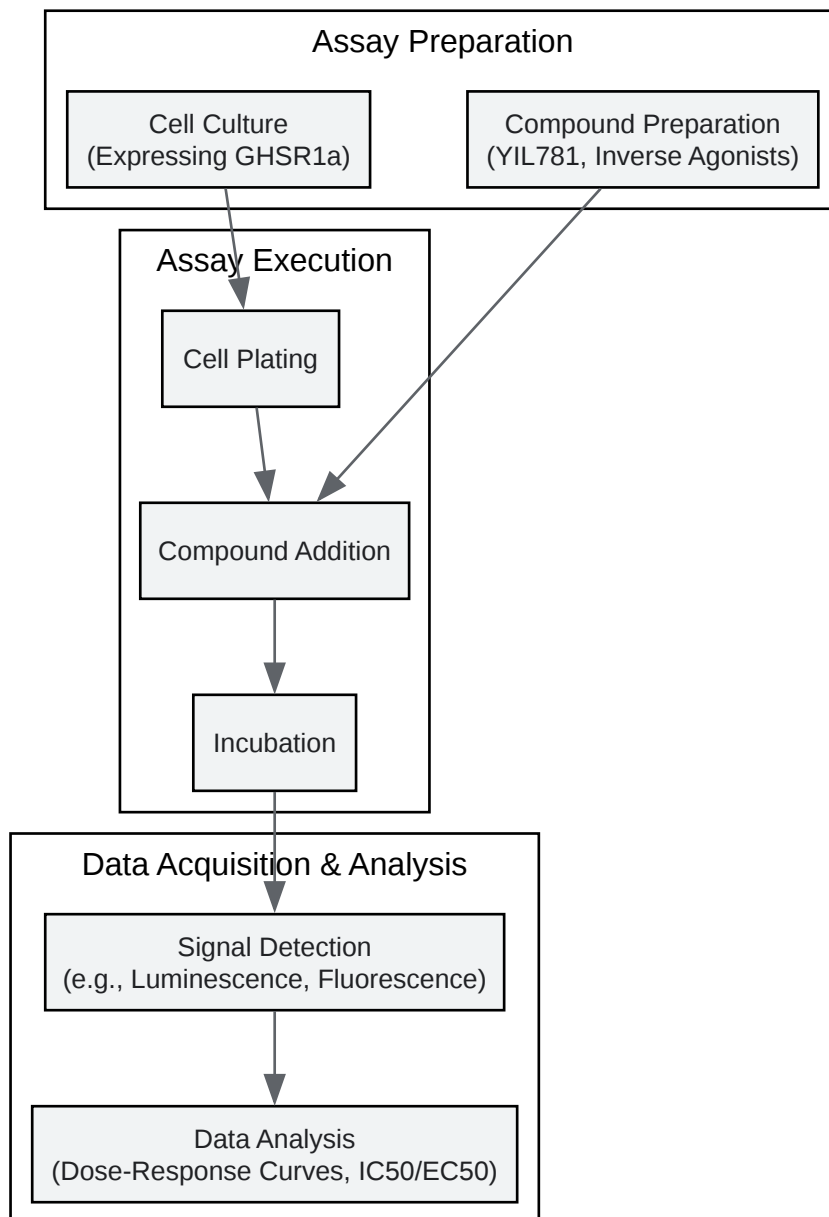 Assay Preparation
Cell Culture
(Expressing GHSR1a)
Compound Preparation
(YIL781, Inverse Agonists)
Assay Execution
Cell Plating
Compound Addition
Incubation
Data Acquisition & Analysis
Signal Detection
(e.g., Luminescence, Fluorescence)
Data Analysis
(Dose-Response Curves, IC50/EC50)